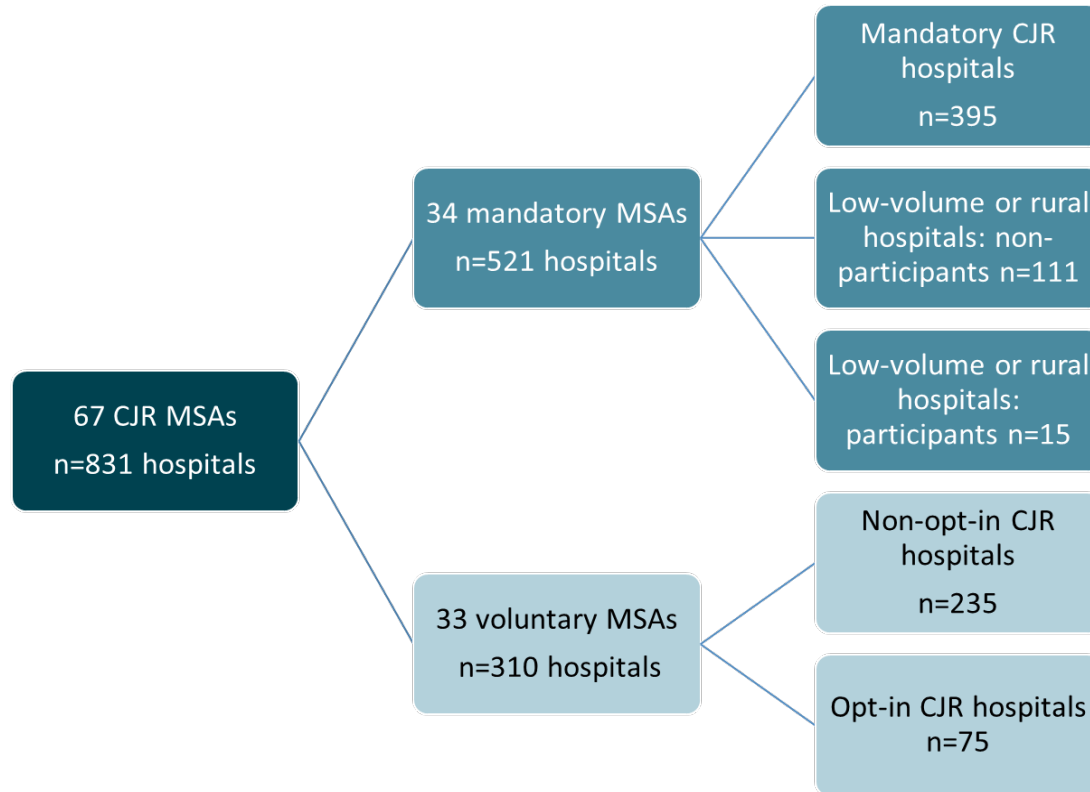 67 CJR MSAs
n=831 hospitals
34 mandatory MSAs
n=521 hospitals
Mandatory CJR
hospitals
n=395
Low-volume or rural
hospitals: non-
participants n=111
Low-volume or rural
hospitals:
participants n=15
33 voluntary MSAs
n=310 hospitals
Non-opt-in CJR
hospitals
n=235
Opt-in CJR hospitals
n=75